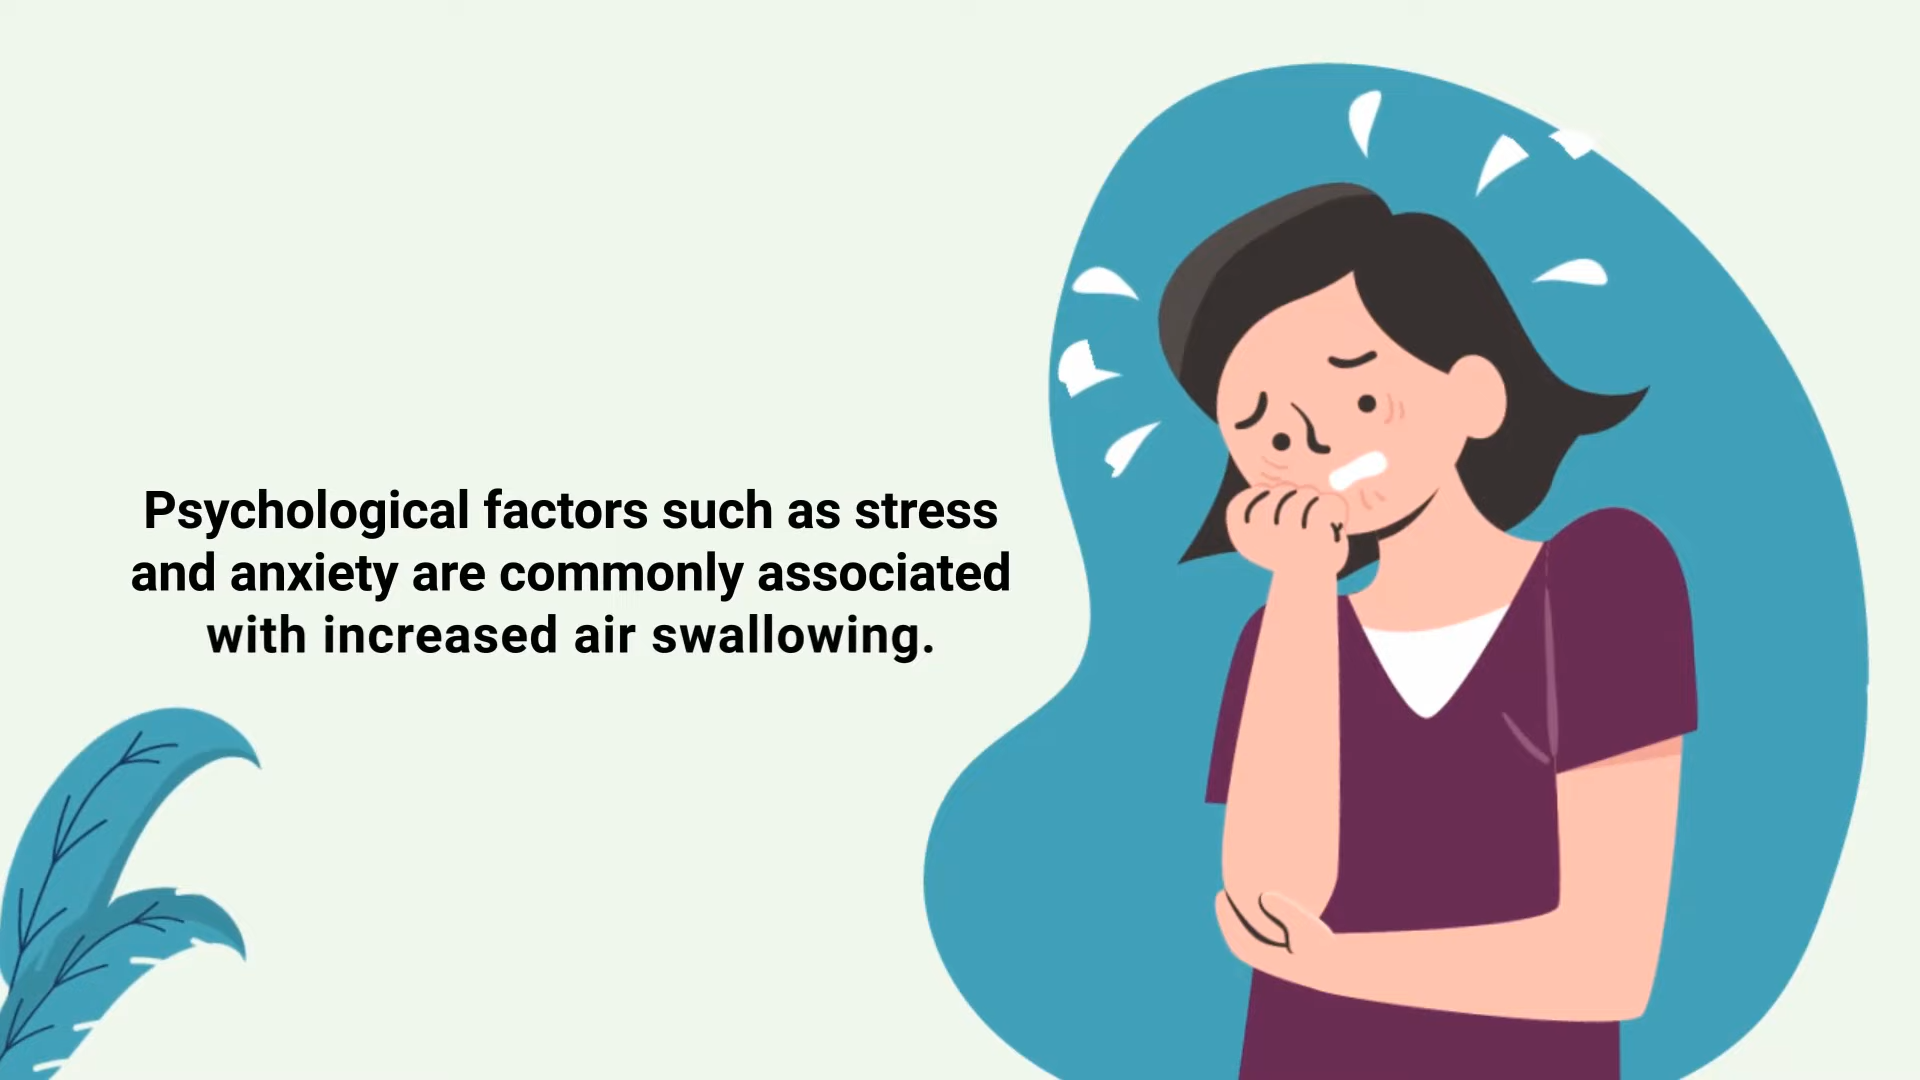 Psychological factors such as stress
and anxiety are commonly associated
with increased air swallowing.